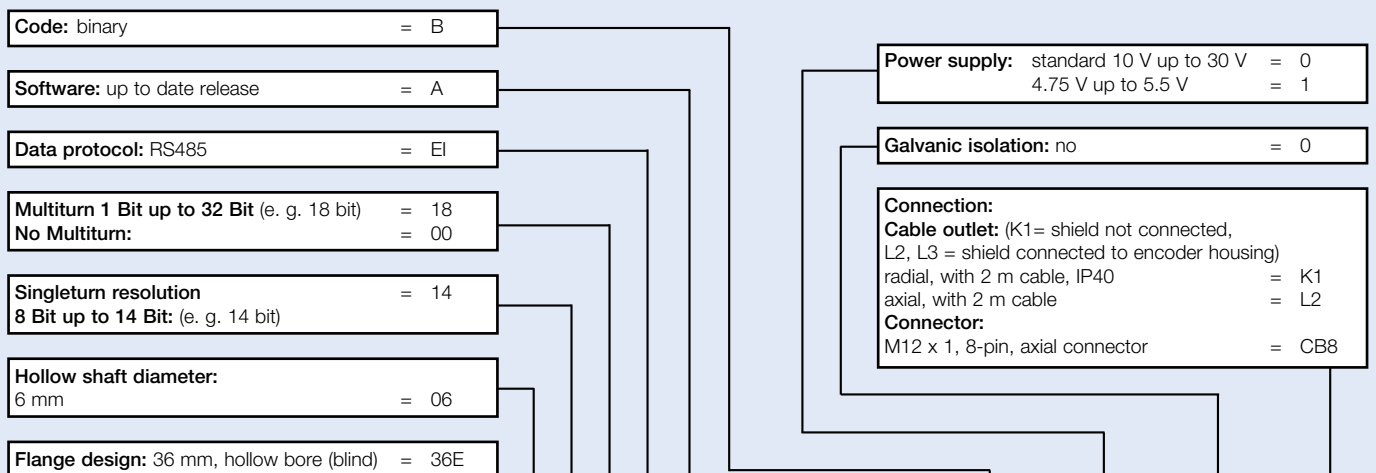 Code: binary = B
Software: up to date release = A
Data protocol: RS485 = EI
Multiturn 1 Bit up to 32 Bit (e. g. 18 bit) = 18
No Multiturn: = 00
Singleturn resolution = 14
8 Bit up to 14 Bit: (e. g. 14 bit)
Hollow shaft diameter:
6 mm = 06
Flange design: 36 mm, hollow bore (blind) = 36E
Power supply: standard 10 V up to 30 V = 0
4.75 V up to 5.5 V = 1
Galvanic isolation: no = 0
Connection:
Cable outlet: (K1= shield not connected,
L2, L3 = shield connected to encoder housing)
radial, with 2 m cable, IP40 = K1
axial, with 2 m cable = L2
Connector:
M12 x 1, 8-pin, axial connector = CB8